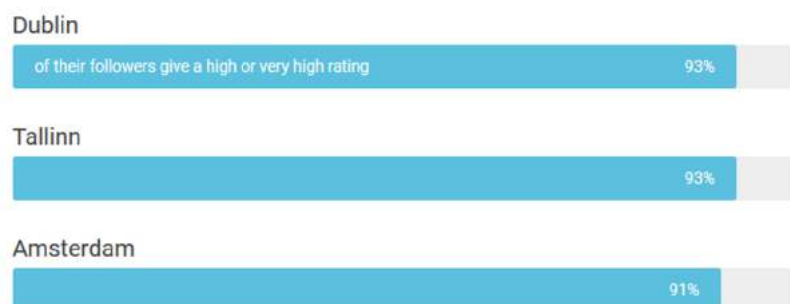 Dublin
of their followers give a high or very high rating 93%
Tallinn
93%
Amsterdam
91%